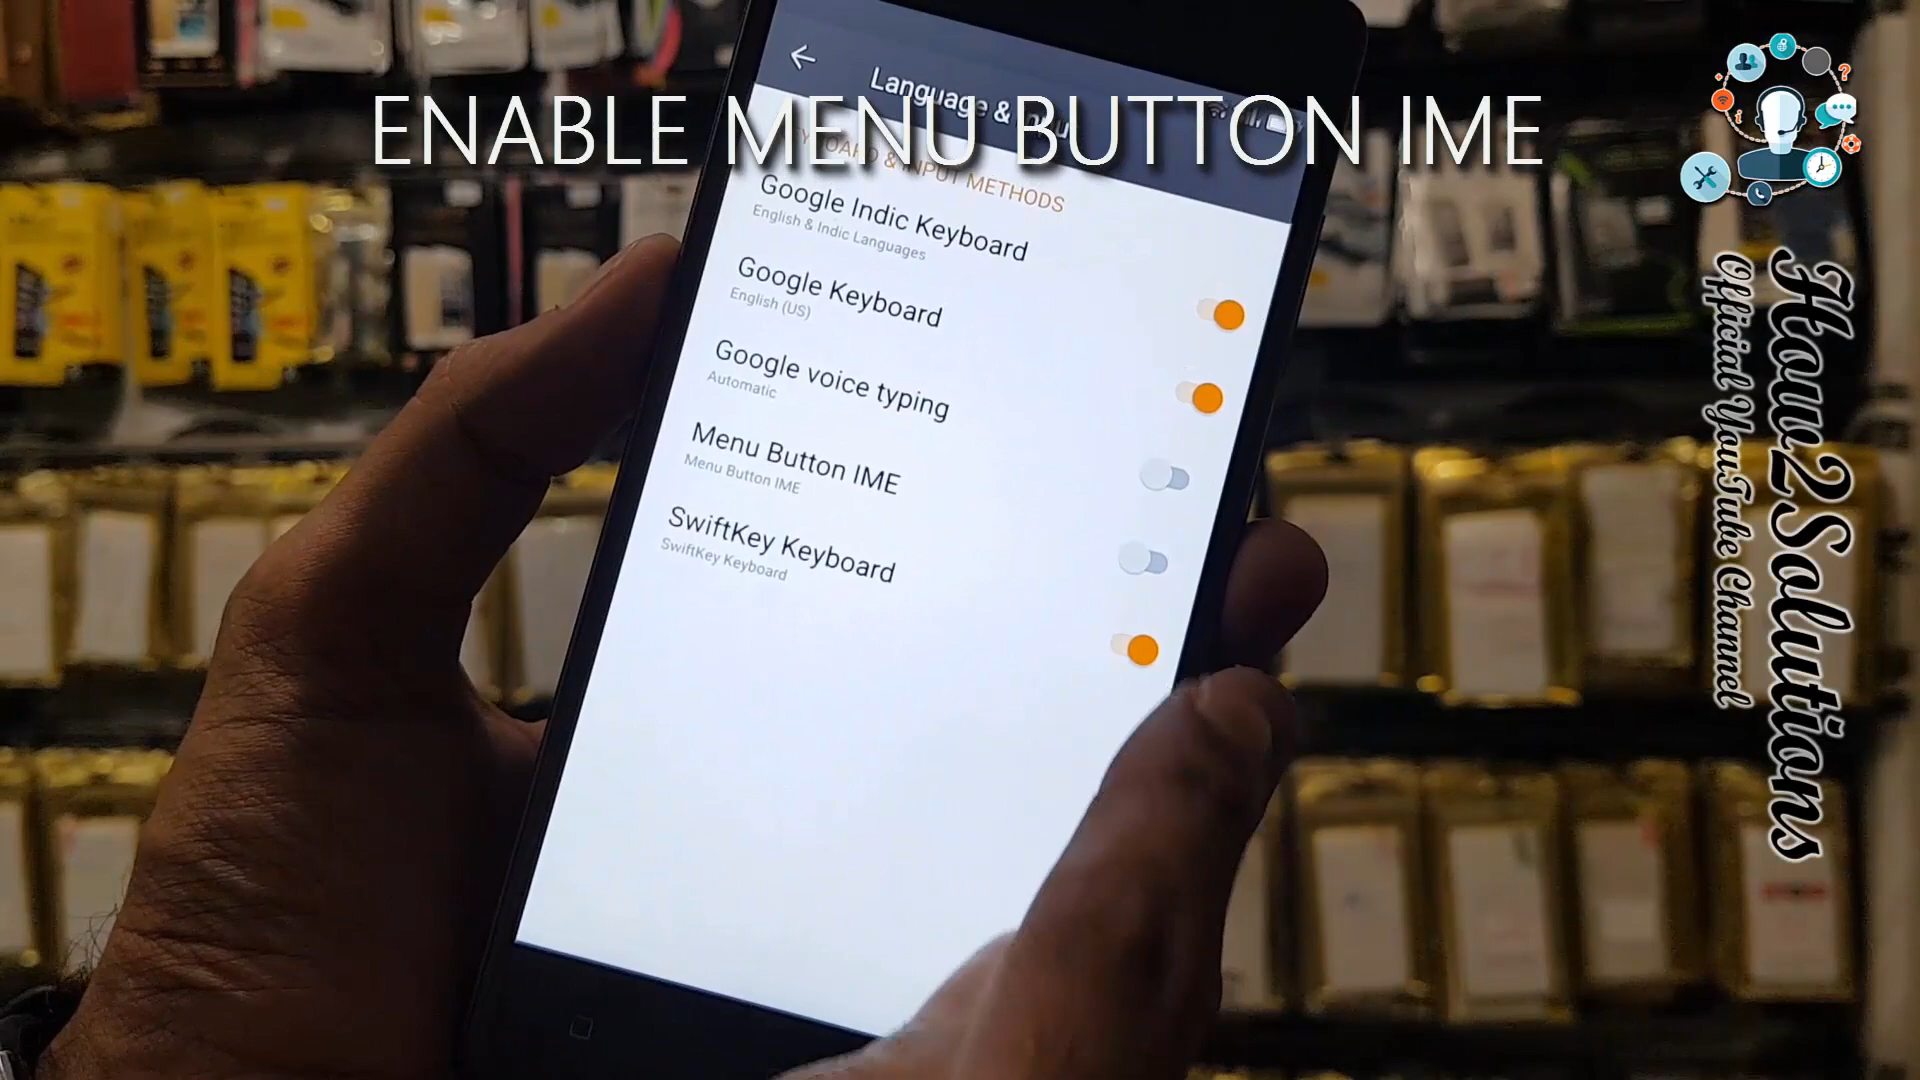 ENABLE MENU BUTTON IME
Language &
INPUT METHODS
Google Indic Keyboard
English & Indic Languages
Google Keyboard
English (US)
Google voice typing
Automatic
Menu Button IME
Menu Button IME
SwiftKey Keyboard
SwiftKey Keyboard
How2Solutions
Official YouTube Channel